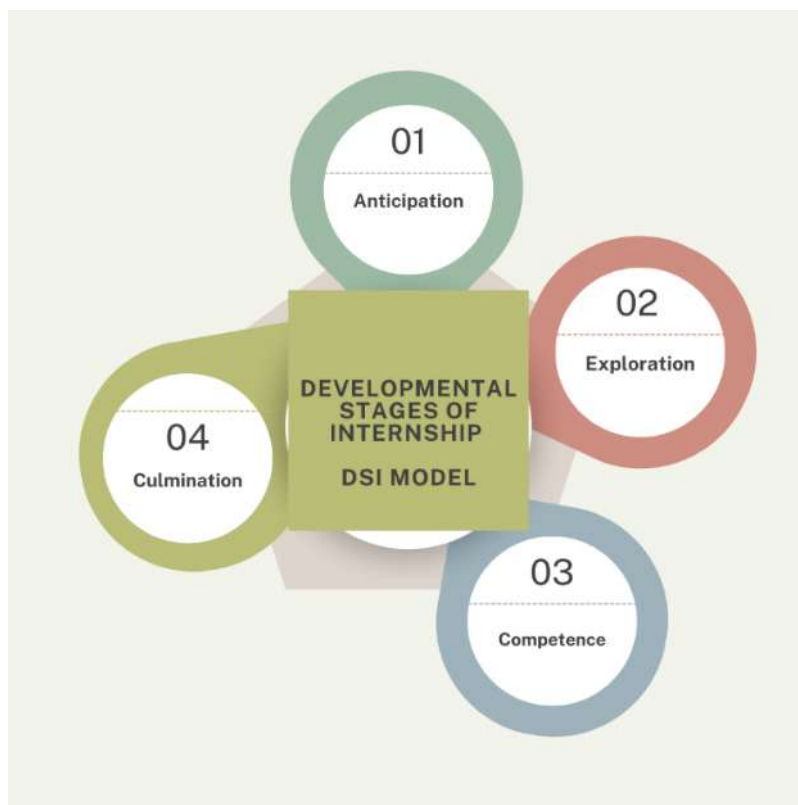 01
Anticipation
02
Exploration
DEVELOPMENTAL
STAGES OF
INTERNSHIP
DSI MODEL
04
Culmination
03
Competence